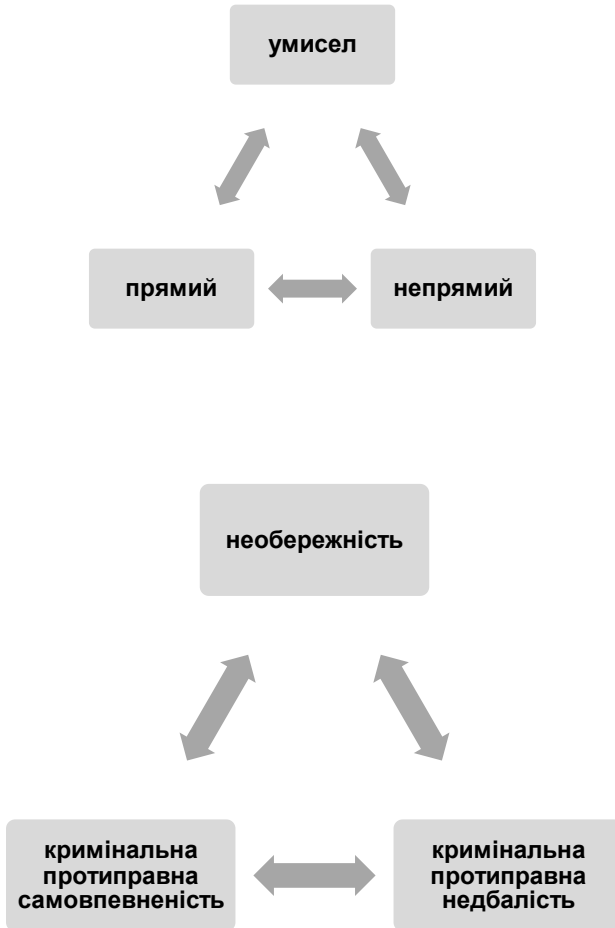 умисел
прямий
непрямий
необережність
кримінальна
протиправна
самовпевненість
кримінальна
протиправна
недбалість